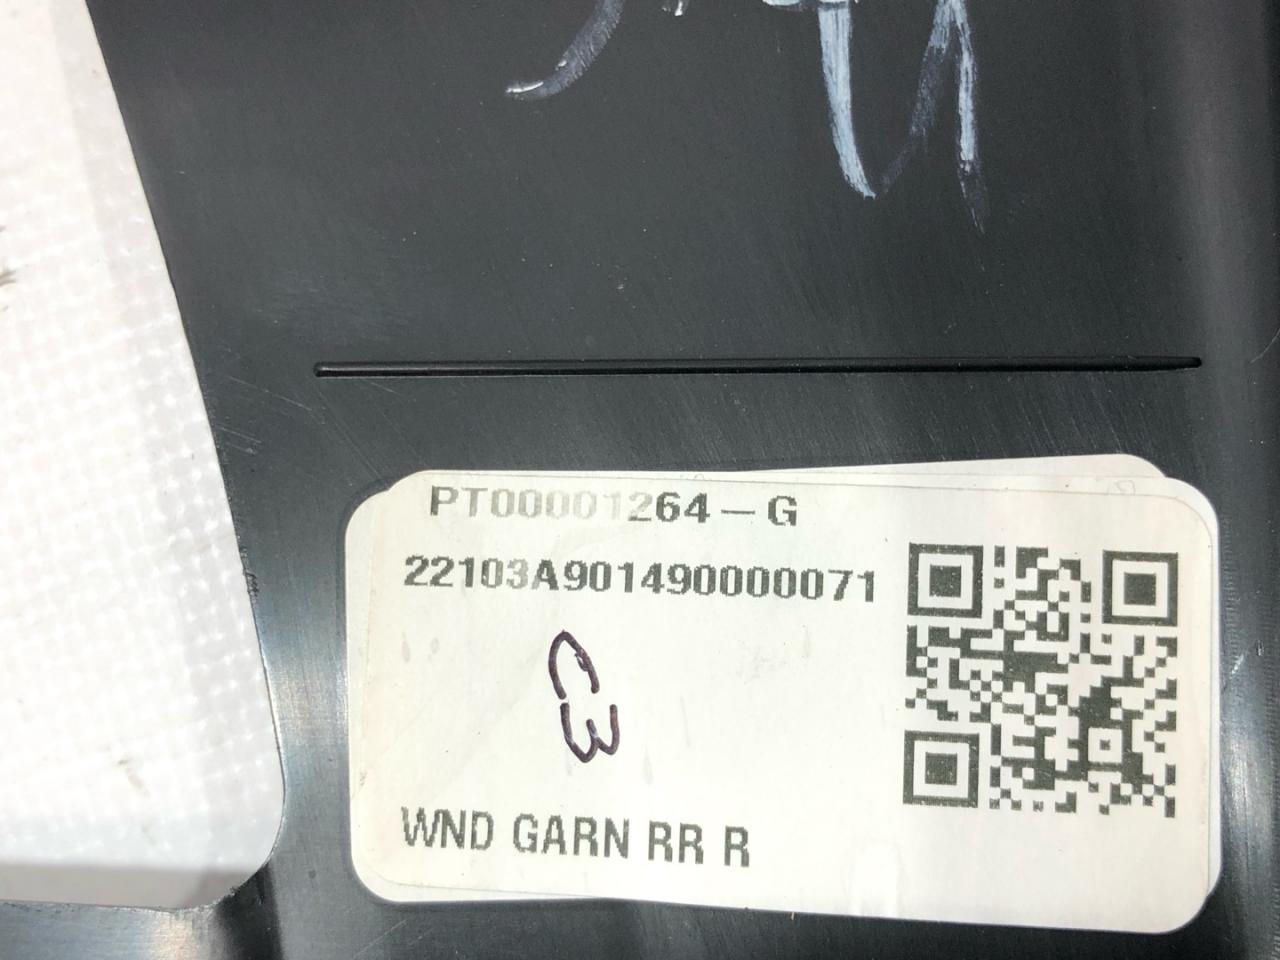 PT00001264-G
22103A901490000071
C3
WND GARN RR R